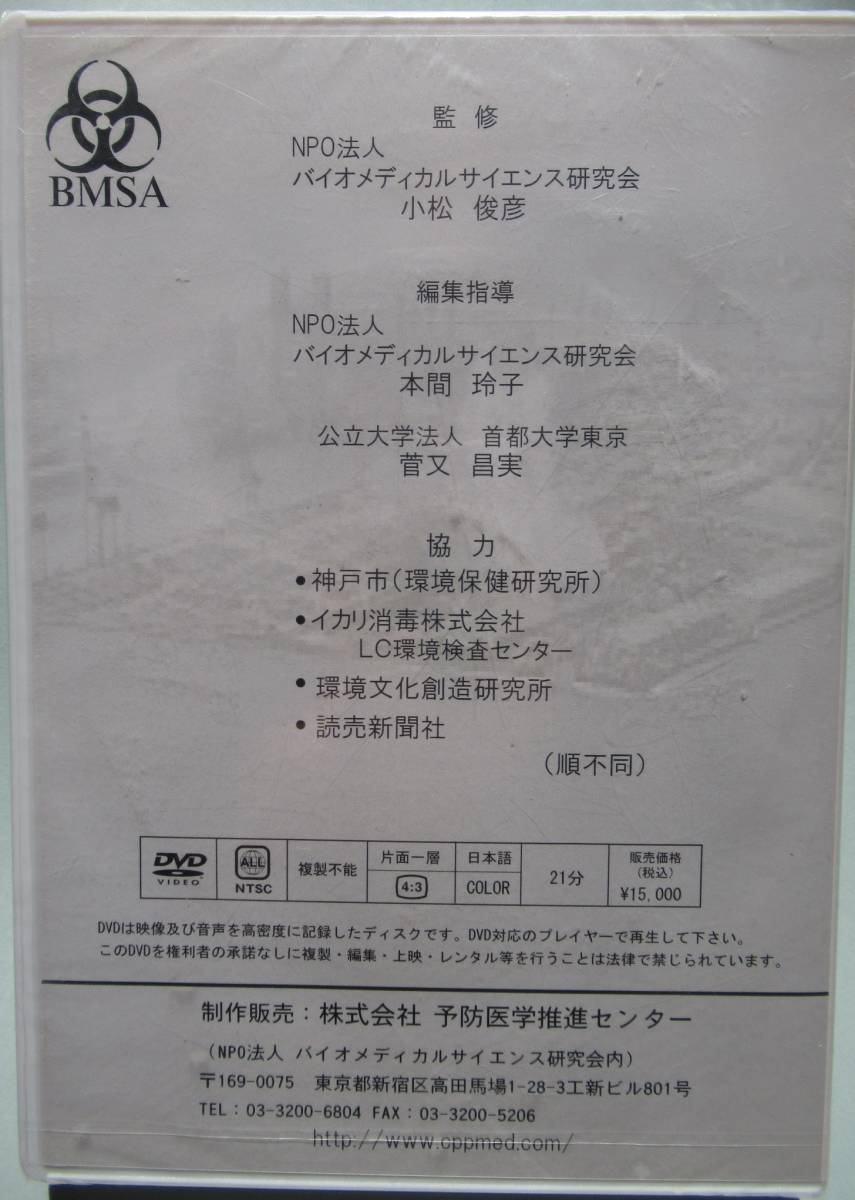 BMSA
監 修
NPO法人
バイオメディカルサイエンス研究会
小松 俊彦
編集指導
NPO法人
バイオメディカルサイエンス研究会
本間 玲子
公立大学法人 首都大学東京
菅又 昌実
協 力
•神戸市(環境保健研究所)
•イカリ消毒株式会社
LC環境検査センター
• 環境文化創造研究所
• 読売新聞社
(順不同)
DVD VIDEO
ALL NTSC
複製不能
片面一層
4:3
日本語
COLOR
21分
販売価格
(税込)
¥15,000
DVDは映像及び音声を高密度に記録したディスクです。DVD対応のプレイヤーで再生して下さい。
このDVDを権利者の承諾なしに複製・編集・上映・レンタル等を行うことは法律で禁じられています。
制作販売:株式会社 予防医学推進センター
(NPO法人 バイオメディカルサイエンス研究会内)
〒169-0075 東京都新宿区高田馬場1-28-3工新ビル801号
TEL:03-3200-6804 FAX:03-3200-5206
http://www.cppmed.com/